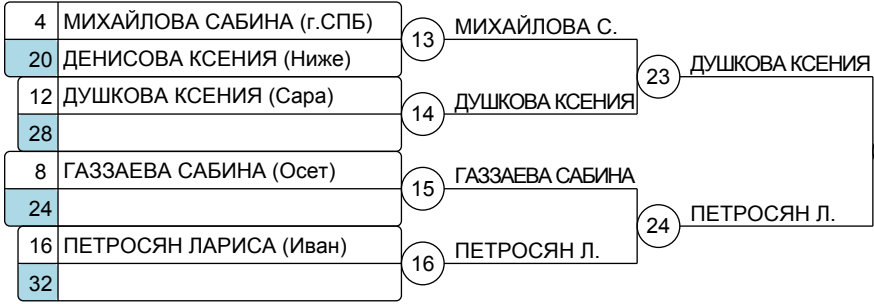 4 МИХАЙЛОВА САБИНА (г.СПБ)
20 ДЕНИСОВА КСЕНИЯ (Ниже)
13 МИХАЙЛОВА С.
12 ДУШКОВА КСЕНИЯ (Сара)
28
14 ДУШКОВА КСЕНИЯ
23 ДУШКОВА КСЕНИЯ
8 ГАЗЗАЕВА САБИНА (Осет)
24
15 ГАЗЗАЕВА САБИНА
16 ПЕТРОСЯН ЛАРИСА (Иван)
32
16 ПЕТРОСЯН Л.
24 ПЕТРОСЯН Л.